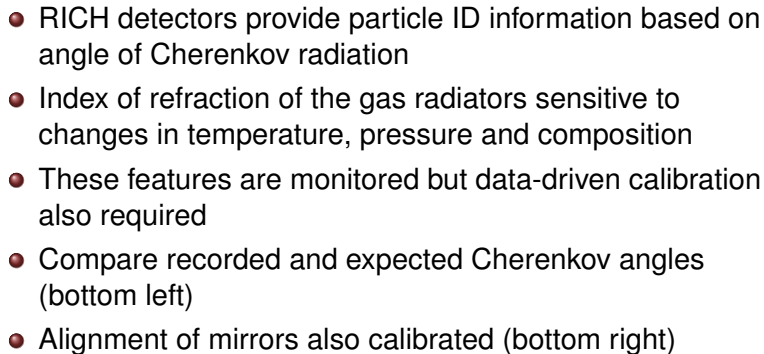 RICH detectors provide particle ID information based on
angle of Cherenkov radiation
Index of refraction of the gas radiators sensitive to
changes in temperature, pressure and composition
These features are monitored but data-driven calibration
also required
Compare recorded and expected Cherenkov angles
(bottom left)
Alignment of mirrors also calibrated (bottom right)